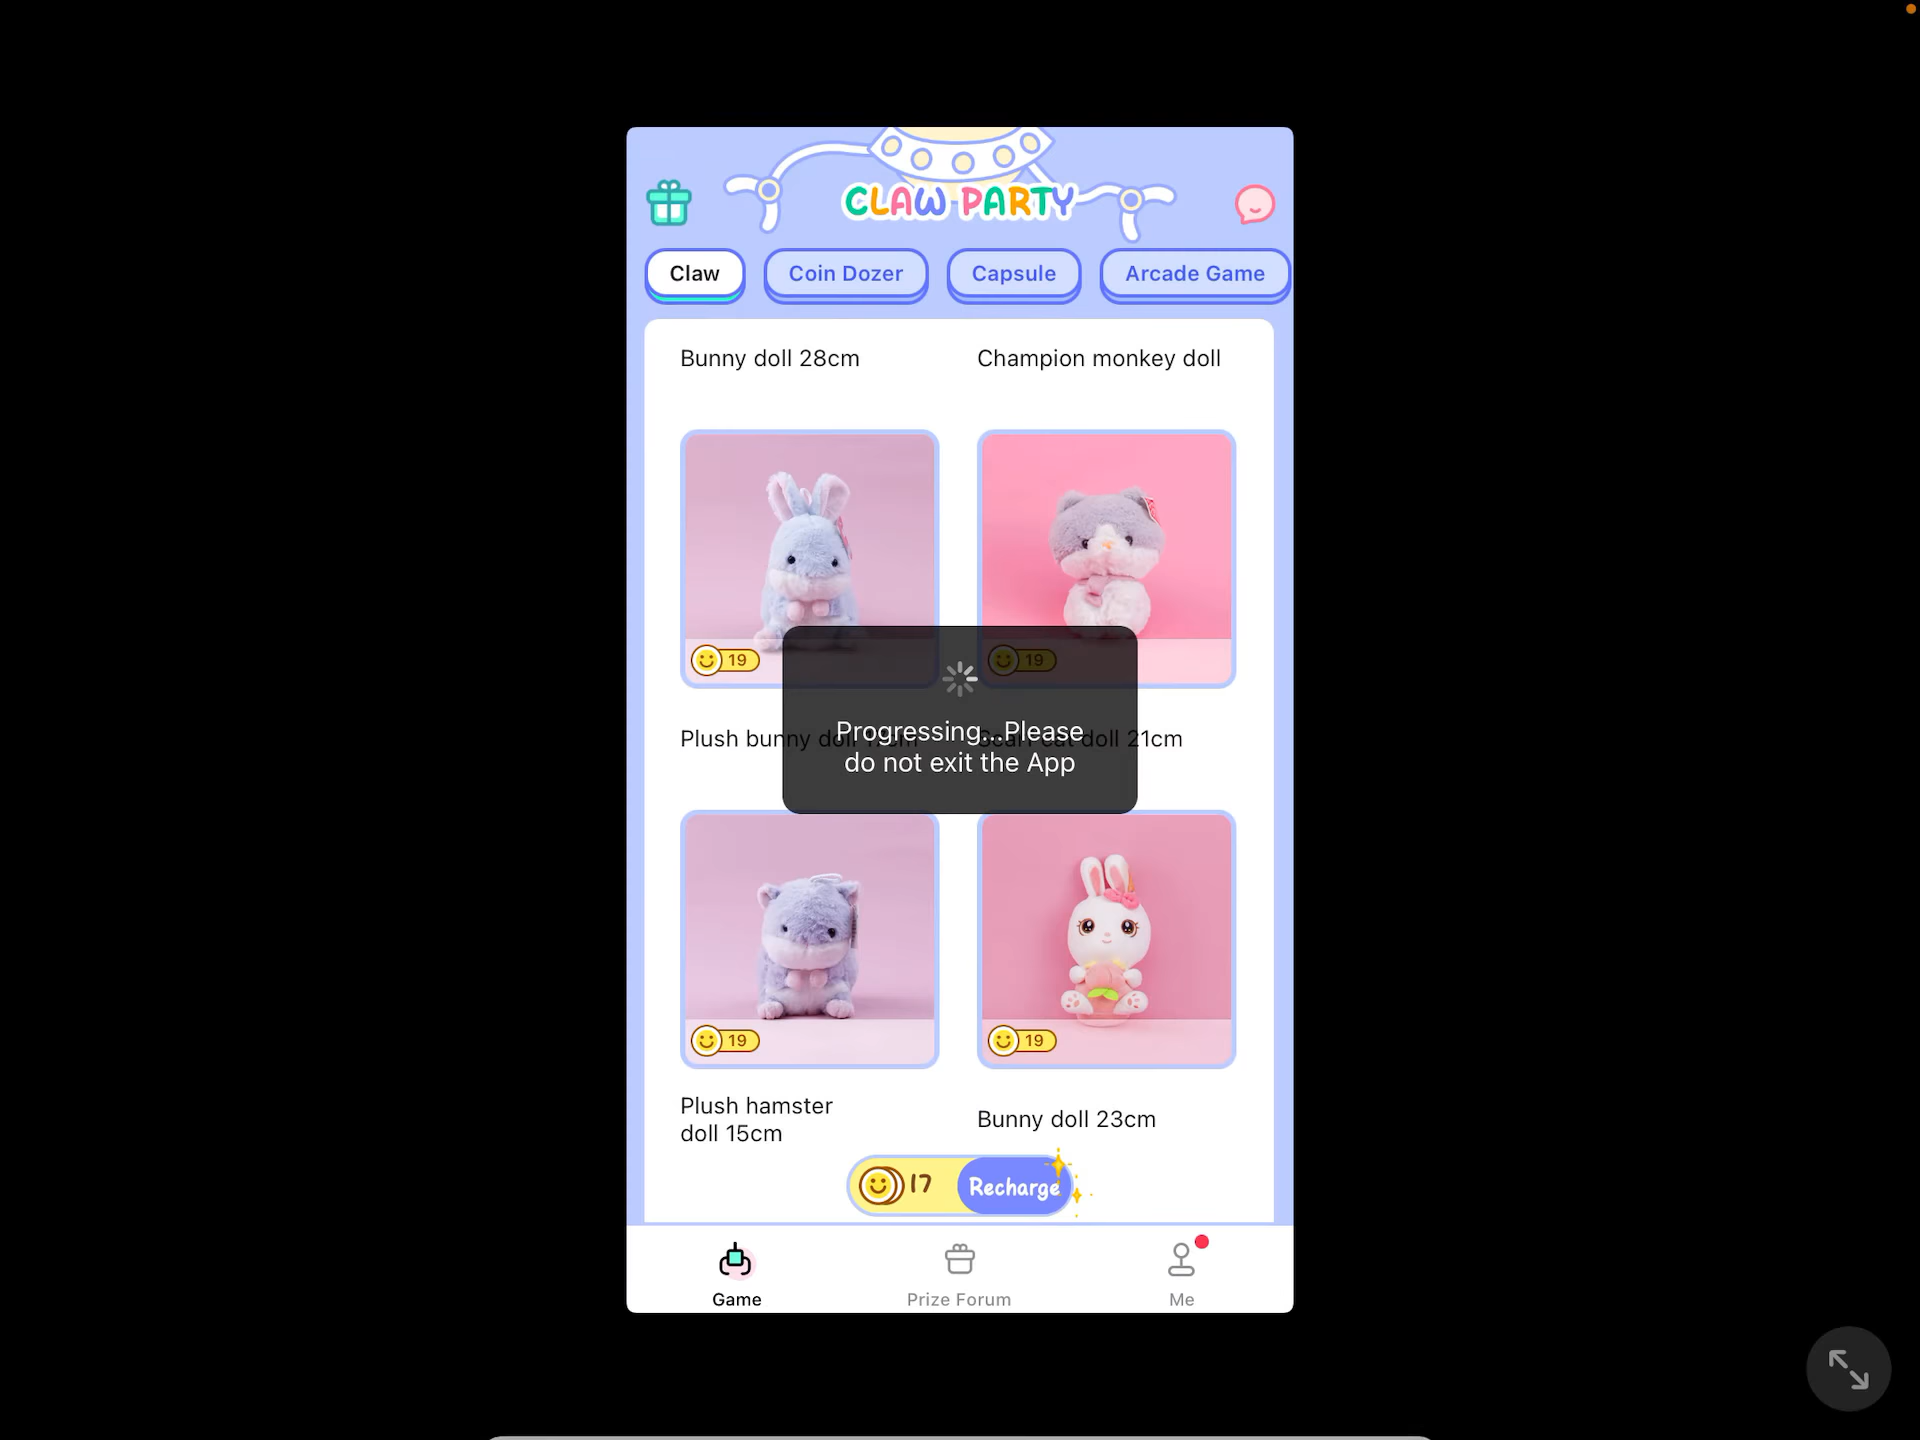 CLAW PARTY
Claw
Coin Dozer
Capsule
Arcade Game
Bunny doll 28cm
Champion monkey doll
19
19
Progressing...Please
do not exit the App
Plush bunny doll
cat doll 21cm
19
19
Plush hamster
doll 15cm
Bunny doll 23cm
17
Recharge
Game
Prize Forum
Me